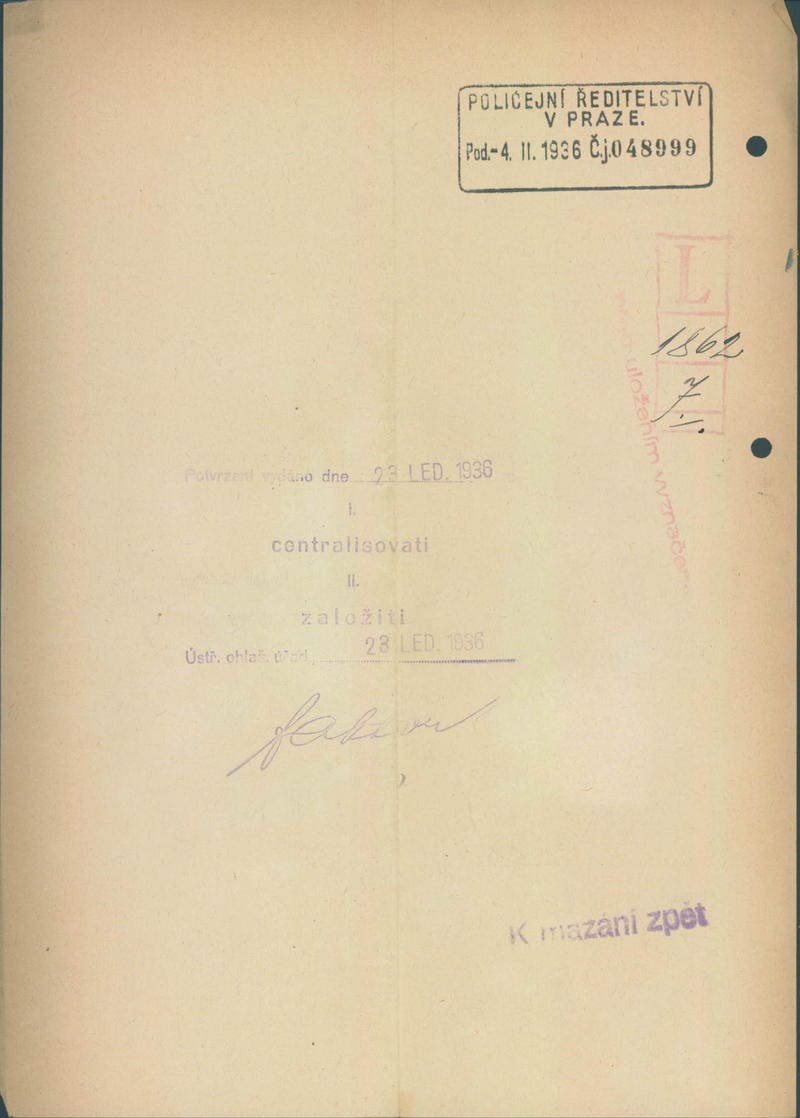 POLICEJNÍ ŘEDITELSTVÍ
V PRAZE.
Pod.-4. II. 1936 Č.j.048999
L
1862
7.
uložením
Potvrzení vydáno dne 23 LED. 1936
I.
centralisovati
II.
založiti
Ústř. ohlaš. úřad, 23 LED. 1936
K mazání zpět